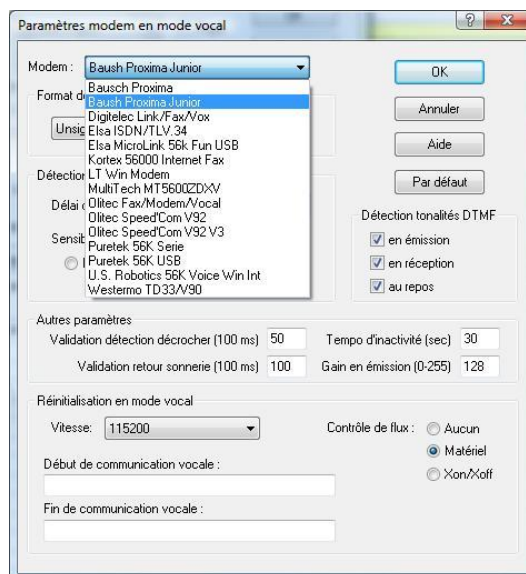 Paramètres modem en mode vocal
Modem :
Baush Proxima Junior
Bausch Proxima
Baush Proxima Junior
Digitelec Link/Fax/Vox
Elsa ISDN/TLV.34
Elsa MicroLink 56k Fun USB
Kortex 56000 Internet Fax
LT Win Modem
MultiTech MT5600ZDXV
Olitec Fax/Modem/Vocal
Olitec Speed'Com V92
Olitec Speed'Com V92 V3
Puretek 56K Serie
Puretek 56K USB
U.S. Robotics 56K Voice Win Int
Westermo TD33/V90
OK
Annuler
Aide
Par défaut
Format
Détection
Délai
Détection tonalités DTMF
en émission
en réception
au repos
Autres paramètres
Validation détection décrocher (100 ms) 50
Tempo d'inactivité (sec) 30
Validation retour sonnerie (100 ms) 100
Gain en émission (0-255) 128
Réinitialisation en mode vocal
Vitesse: 115200
Contrôle de flux :
Aucun
Matériel
Xon/Xoff
Début de communication vocale :
Fin de communication vocale :